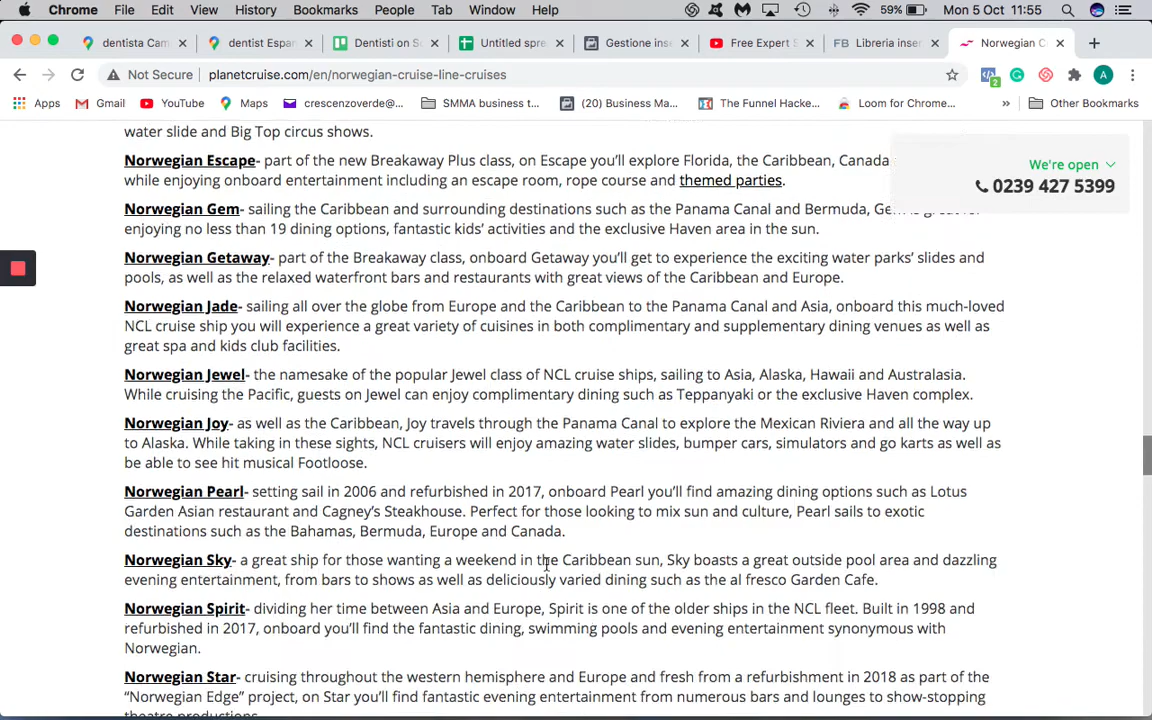 Chrome File Edit View History Bookmarks People Tab Window Help 59% Mon 5 Oct 11:55
dentista Cam dentist Espan Dentisti on S Untitled spre Gestione inse Free Expert S FB Libreria inser Norwegian C
Not Secure planetcruise.com/en/norwegian-cruise-line-cruises 2 A
Apps Gmail YouTube Maps crescenzoverde@... SMMA business t... (20) Business Ma... The Funnel Hacke... Loom for Chrome... » Other Bookmarks
water slide and Big Top circus shows.
Norwegian Escape- part of the new Breakaway Plus class, on Escape you'll explore Florida, the Caribbean, Canada
while enjoying onboard entertainment including an escape room, rope course and themed parties.
We're open
0239 427 5399
Norwegian Gem- sailing the Caribbean and surrounding destinations such as the Panama Canal and Bermuda, Gem is great for
enjoying no less than 19 dining options, fantastic kids' activities and the exclusive Haven area in the sun.
Norwegian Getaway- part of the Breakaway class, onboard Getaway you'll get to experience the exciting water parks' slides and
pools, as well as the relaxed waterfront bars and restaurants with great views of the Caribbean and Europe.
Norwegian Jade- sailing all over the globe from Europe and the Caribbean to the Panama Canal and Asia, onboard this much-loved
NCL cruise ship you will experience a great variety of cuisines in both complimentary and supplementary dining venues as well as
great spa and kids club facilities.
Norwegian Jewel- the namesake of the popular Jewel class of NCL cruise ships, sailing to Asia, Alaska, Hawaii and Australasia.
While cruising the Pacific, guests on Jewel can enjoy complimentary dining such as Teppanyaki or the exclusive Haven complex.
Norwegian Joy- as well as the Caribbean, Joy travels through the Panama Canal to explore the Mexican Riviera and all the way up
to Alaska. While taking in these sights, NCL cruisers will enjoy amazing water slides, bumper cars, simulators and go karts as well as
be able to see hit musical Footloose.
Norwegian Pearl- setting sail in 2006 and refurbished in 2017, onboard Pearl you'll find amazing dining options such as Lotus
Garden Asian restaurant and Cagney's Steakhouse. Perfect for those looking to mix sun and culture, Pearl sails to exotic
destinations such as the Bahamas, Bermuda, Europe and Canada.
Norwegian Sky- a great ship for those wanting a weekend in the Caribbean sun, Sky boasts a great outside pool area and dazzling
evening entertainment, from bars to shows as well as deliciously varied dining such as the al fresco Garden Cafe.
Norwegian Spirit- dividing her time between Asia and Europe, Spirit is one of the older ships in the NCL fleet. Built in 1998 and
refurbished in 2017, onboard you'll find the fantastic dining, swimming pools and evening entertainment synonymous with
Norwegian.
Norwegian Star- cruising throughout the western hemisphere and Europe and fresh from a refurbishment in 2018 as part of the
"Norwegian Edge" project, on Star you'll find fantastic evening entertainment from numerous bars and lounges to show-stopping
theatre productions.